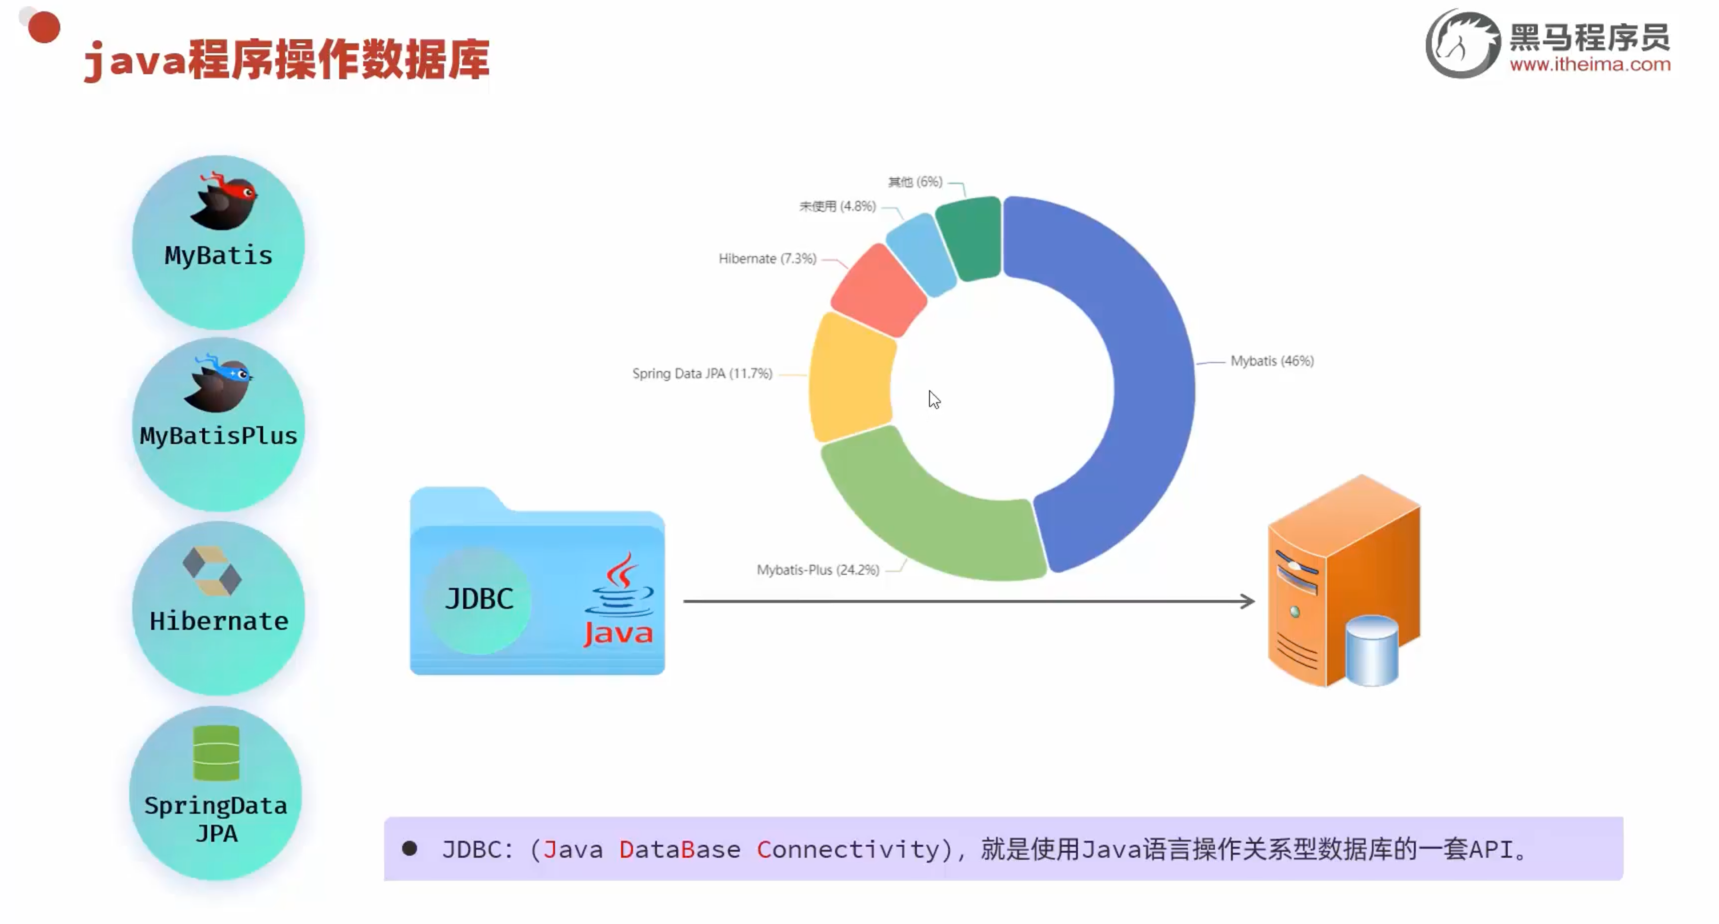 java程序操作数据库
黑马程序员
www.itheima.com
MyBatis
MyBatisPlus
Hibernate
SpringData
JPA
其他 (6%)
未使用 (4.8%)
Hibernate (7.3%)
Spring Data JPA (11.7%)
Mybatis (46%)
Mybatis-Plus (24.2%)
JDBC
Java
● JDBC：(Java DataBase Connectivity)，就是使用Java语言操作关系型数据库的一套API。